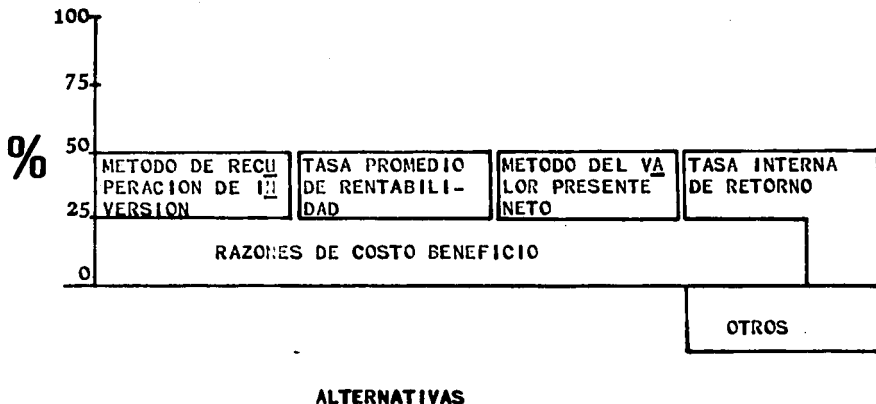 100
75
%
50
METODO DE RECU
PERACION DE IN
VERSION
TASA PROMEDIO
DE RENTABILI-
DAD
METODO DEL VA
LOR PRESENTE
NETO
TASA INTERNA
DE RETORNO
25
RAZONES DE COSTO BENEFICIO
0
OTROS
ALTERNATIVAS